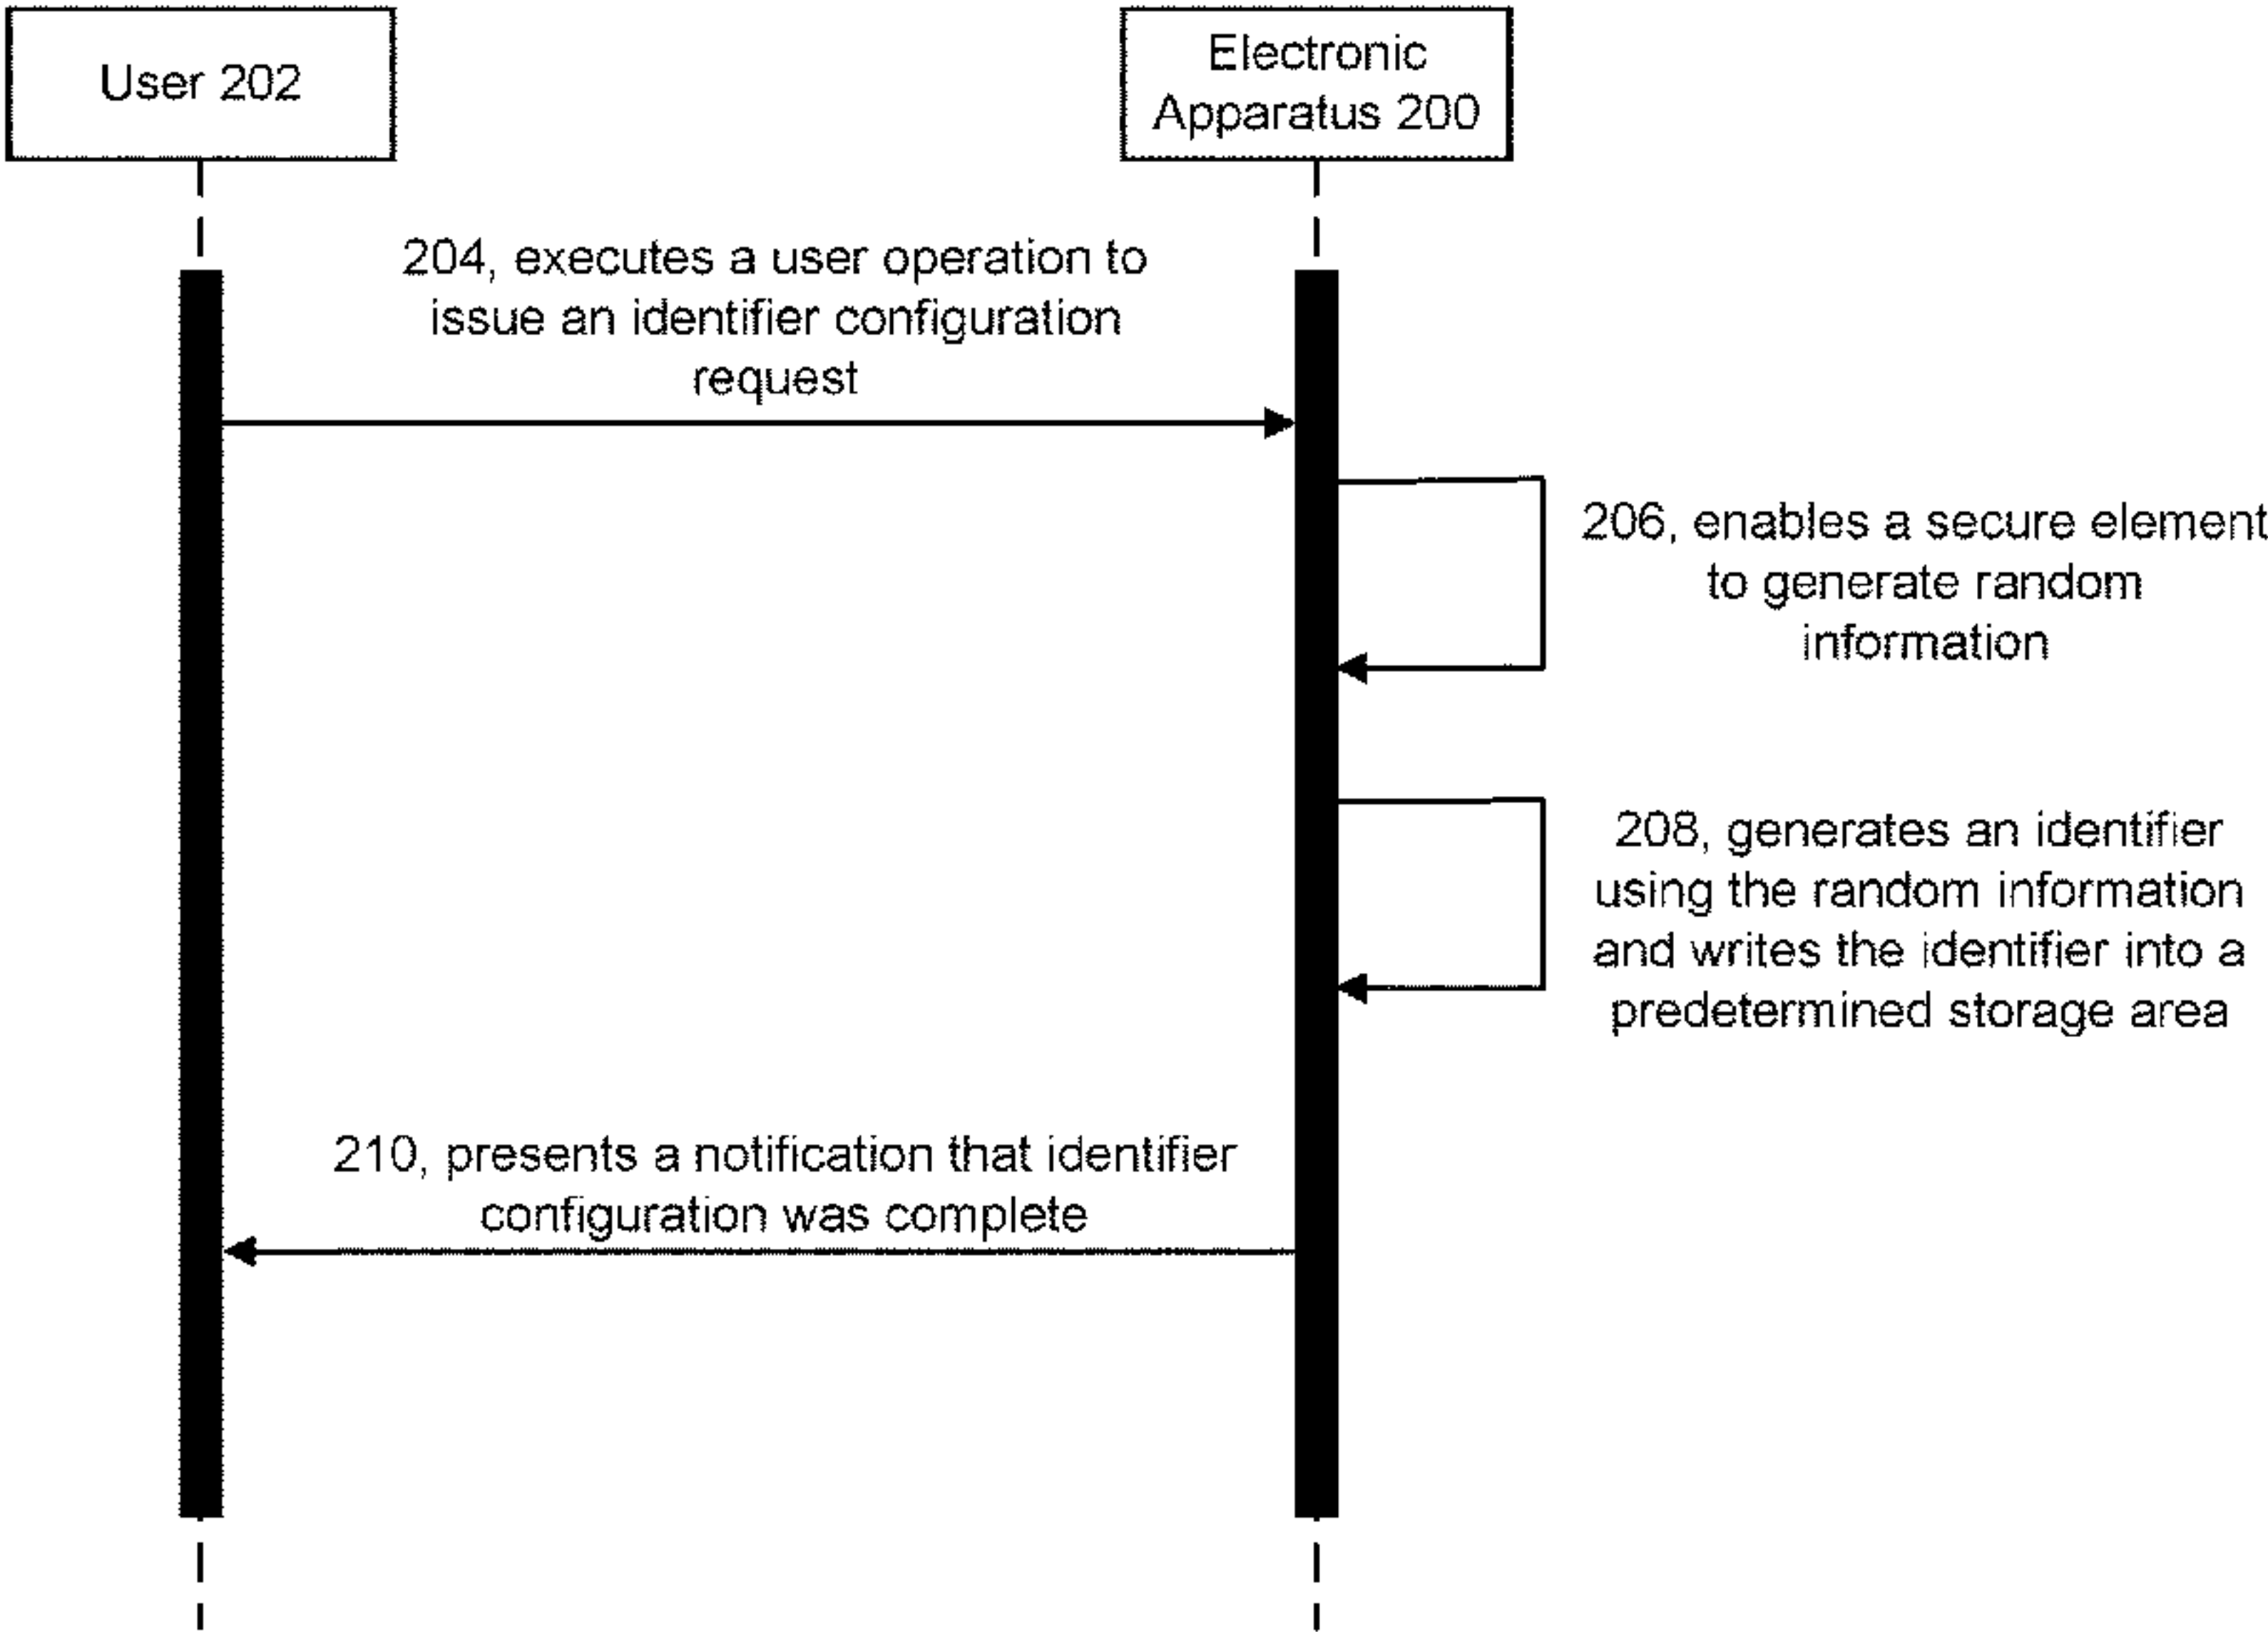 User 202
Electronic
Apparatus 200
204, executes a user operation to
issue an identifier configuration
request
206, enables a secure element
to generate random
information
208, generates an identifier
using the random information
and writes the identifier into a
predetermined storage area
210, presents a notification that identifier
configuration was complete